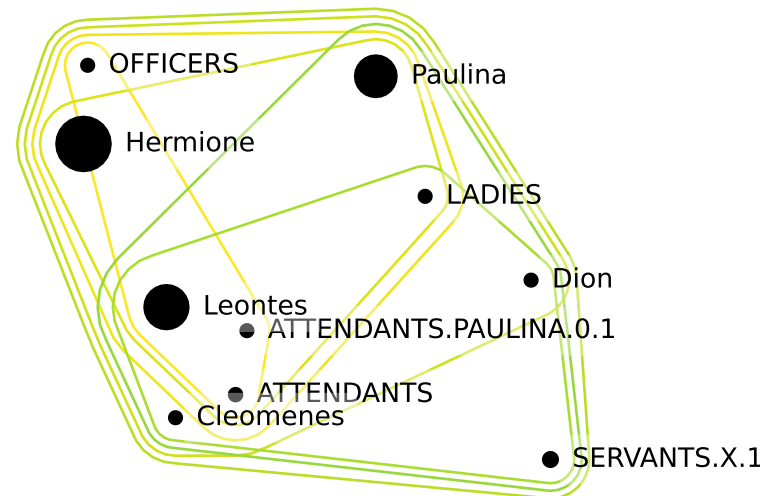 OFFICERS
Paulina
Hermione
LADIES
Dion
Leontes
ATTENDANTS.PAULINA.0.1
ATTENDANTS
Cleomenes
SERVANTS.X.1